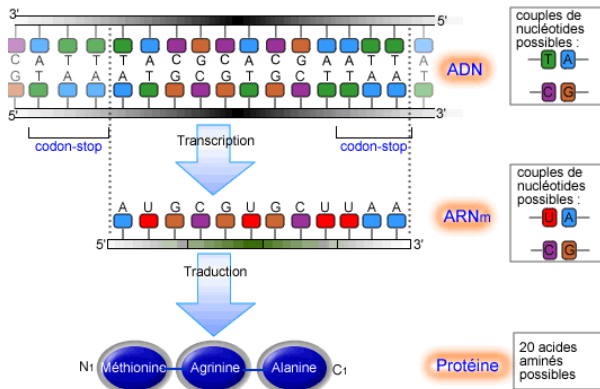 3'
5'
C A T T T A C G C A C G A A T T A
G T A A A T G C G T G C T T A A T
5'
3'
ADN
couples de
nucléotides
possibles :
T A
C G
codon-stop
Transcription
codon-stop
A U G C G U G C U U A A
5'
3'
ARNm
couples de
nucléotides
possibles :
U A
C G
Traduction
N1 Méthionine Agrinine Alanine C1
Protéine
20 acides
aminés
possibles